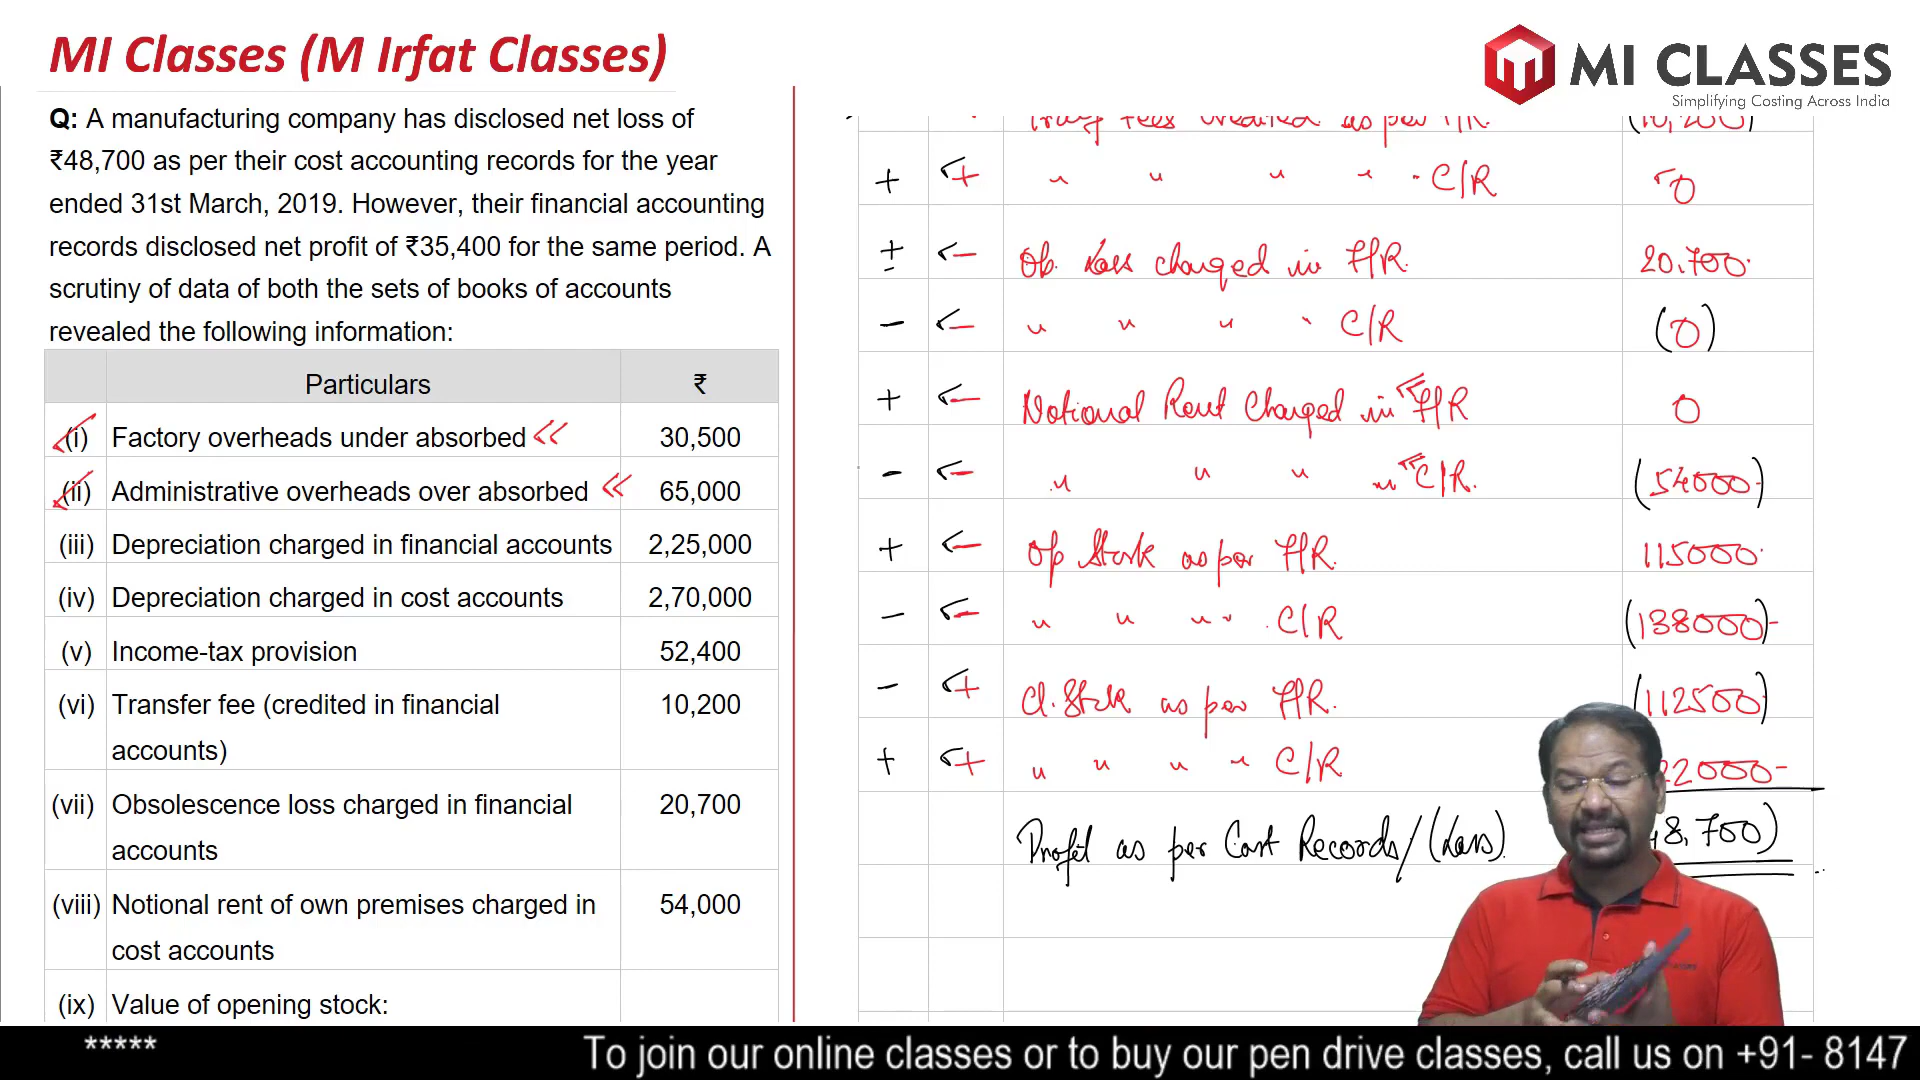 MI Classes (M Irfat Classes)
MI CLASSES
Simplifying Costing Across India
Q: A manufacturing company has disclosed net loss of
₹48,700 as per their cost accounting records for the year
ended 31st March, 2019. However, their financial accounting
records disclosed net profit of ₹35,400 for the same period. A
scrutiny of data of both the sets of books of accounts
revealed the following information:
Particulars ₹
(i) Factory overheads under absorbed << 30,500
(ii) Administrative overheads over absorbed << 65,000
(iii) Depreciation charged in financial accounts 2,25,000
(iv) Depreciation charged in cost accounts 2,70,000
(v) Income-tax provision 52,400
(vi) Transfer fee (credited in financial 10,200
accounts)
(vii) Obsolescence loss charged in financial 20,700
accounts
(viii) Notional rent of own premises charged in 54,000
cost accounts
(ix) Value of opening stock:
fees credited as per F/R. (10,200)
+ <+ " " " " C/R 0
+ <- Ob. Loss charged in F/R. 20,700
- <- " " " " C/R (0)
+ <- Notional Rent charged in F/R 0
- <- " " " " C/R. (54000)
+ <- Op Stock as per F/R. 115000
- <- " " " " C/R (138000)
- <+ Cl. Stock as per F/R. (112500)
+ <+ " " " " C/R 22000
Profit as per Cost Records/(Loss) 8,700)
***** To join our online classes or to buy our pen drive classes, call us on +91- 8147